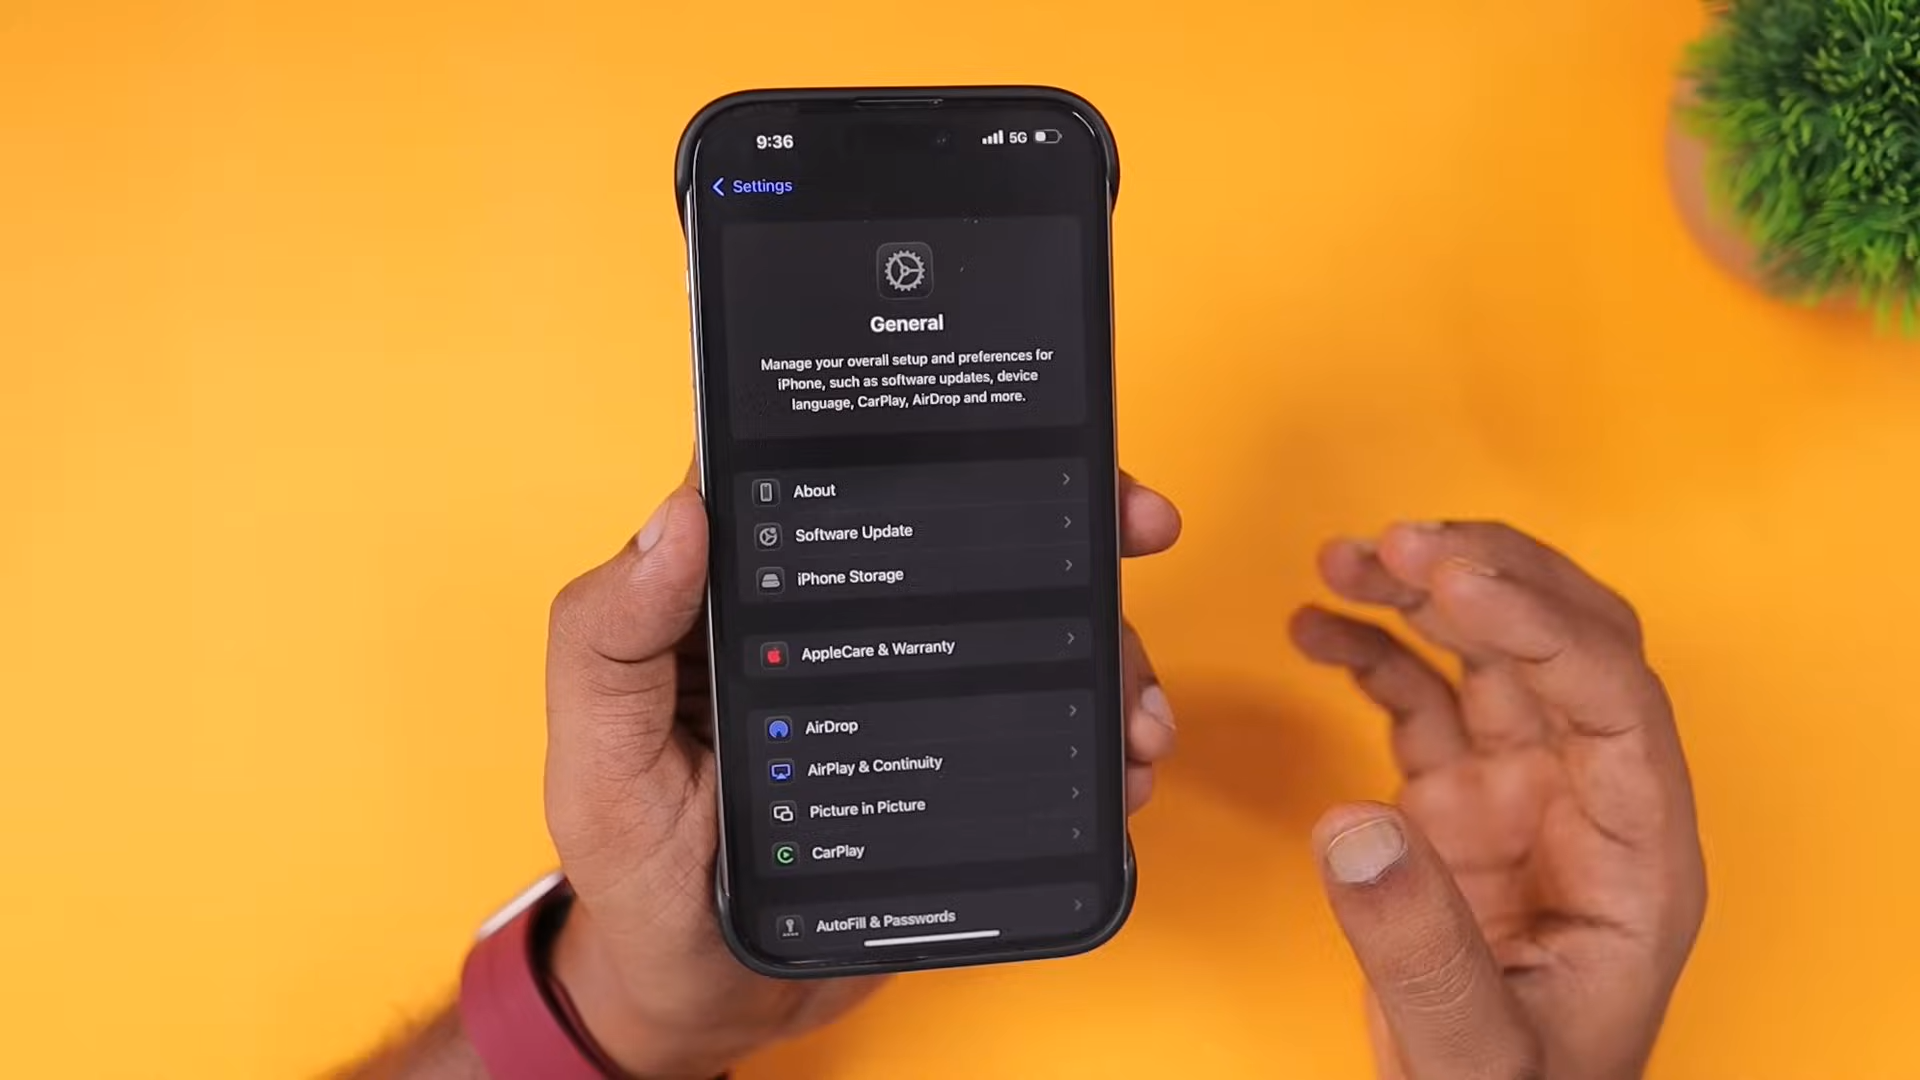 9:36
5G
Settings
General
Manage your overall setup and preferences for
iPhone, such as software updates, device
language, CarPlay, AirDrop and more.
About
Software Update
iPhone Storage
AppleCare & Warranty
AirDrop
AirPlay & Continuity
Picture in Picture
CarPlay
AutoFill & Passwords